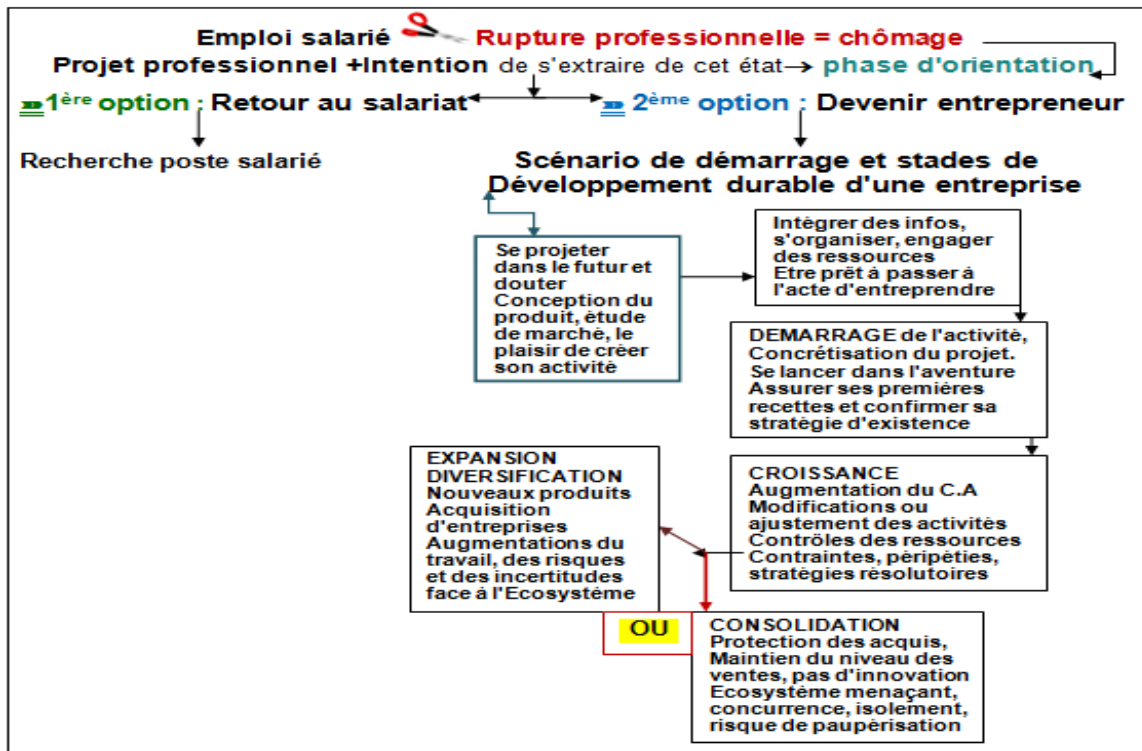 Emploi salarié Rupture professionnelle = chômage
Projet professionnel +Intention de s'extraire de cet état→ phase d'orientation
1ère option : Retour au salariat 2ème option : Devenir entrepreneur
Recherche poste salarié
Scénario de démarrage et stades de
Développement durable d'une entreprise
Se projeter
dans le futur et
douter
Conception du
produit, étude
de marché, le
plaisir de créer
son activité
Intégrer des infos,
s'organiser, engager
des ressources
Etre prêt à passer à
l'acte d'entreprendre
DEMARRAGE de l'activité,
Concrétisation du projet.
Se lancer dans l'aventure
Assurer ses premières
recettes et confirmer sa
stratégie d'existence
CROISSANCE
Augmentation du C.A
Modifications ou
ajustement des activités
Contrôles des ressources
Contraintes, péripéties,
stratégies résolutoires
EXPANSION
DIVERSIFICATION
Nouveaux produits
Acquisition
d'entreprises
Augmentations du
travail, des risques
et des incertitudes
face à l'Ecosystéme
OU
CONSOLIDATION
Protection des acquis,
Maintien du niveau des
ventes, pas d'innovation
Ecosystème menaçant,
concurrence, isolement,
risque de paupérisation